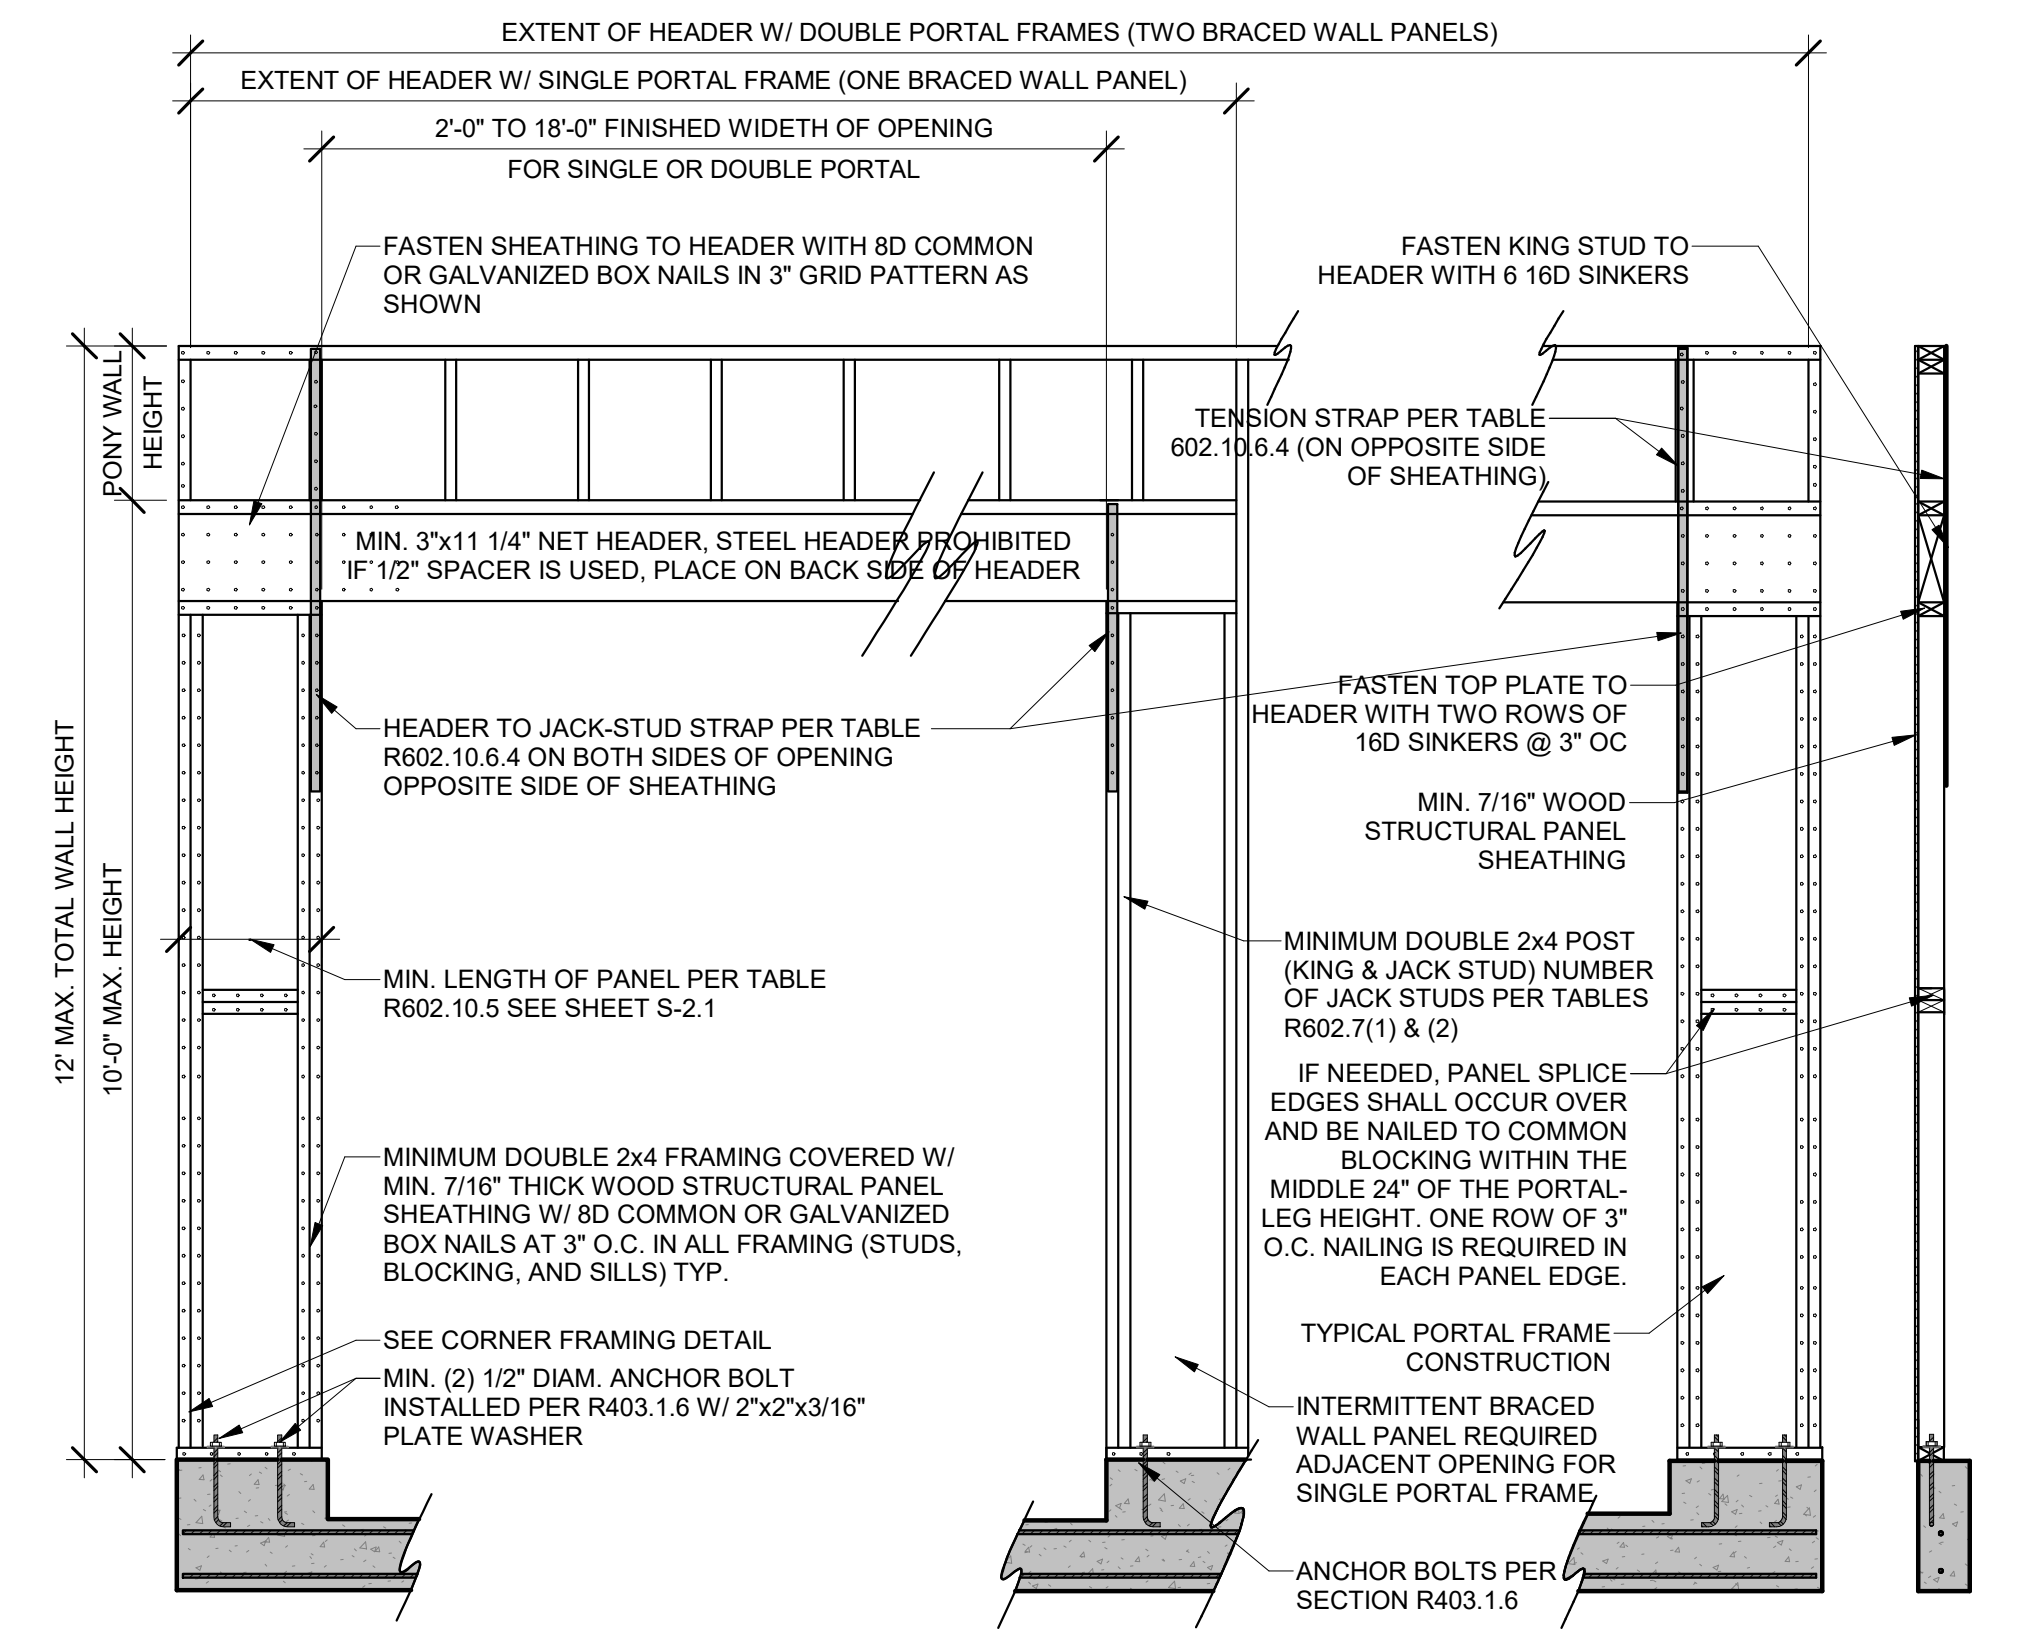 EXTENT OF HEADER W/ DOUBLE PORTAL FRAMES (TWO BRACED WALL PANELS)
EXTENT OF HEADER W/ SINGLE PORTAL FRAME (ONE BRACED WALL PANEL)
2'-0" TO 18'-0" FINISHED WIDETH OF OPENING
FOR SINGLE OR DOUBLE PORTAL
FASTEN SHEATHING TO HEADER WITH 8D COMMON
OR GALVANIZED BOX NAILS IN 3" GRID PATTERN AS
SHOWN
FASTEN KING STUD TO
HEADER WITH 6 16D SINKERS
PONY WALL
HEIGHT
TENSION STRAP PER TABLE
602.10.6.4 (ON OPPOSITE SIDE
OF SHEATHING)
MIN. 3"x11 1/4" NET HEADER, STEEL HEADER PROHIBITED
IF 1/2" SPACER IS USED, PLACE ON BACK SIDE OF HEADER
12' MAX. TOTAL WALL HEIGHT
10'-0" MAX. HEIGHT
HEADER TO JACK-STUD STRAP PER TABLE
R602.10.6.4 ON BOTH SIDES OF OPENING
OPPOSITE SIDE OF SHEATHING
FASTEN TOP PLATE TO
HEADER WITH TWO ROWS OF
16D SINKERS @ 3" OC
MIN. 7/16" WOOD
STRUCTURAL PANEL
SHEATHING
MIN. LENGTH OF PANEL PER TABLE
R602.10.5 SEE SHEET S-2.1
MINIMUM DOUBLE 2x4 POST
(KING & JACK STUD) NUMBER
OF JACK STUDS PER TABLES
R602.7(1) & (2)
IF NEEDED, PANEL SPLICE
EDGES SHALL OCCUR OVER
AND BE NAILED TO COMMON
BLOCKING WITHIN THE
MIDDLE 24" OF THE PORTAL-
LEG HEIGHT. ONE ROW OF 3"
O.C. NAILING IS REQUIRED IN
EACH PANEL EDGE.
MINIMUM DOUBLE 2x4 FRAMING COVERED W/
MIN. 7/16" THICK WOOD STRUCTURAL PANEL
SHEATHING W/ 8D COMMON OR GALVANIZED
BOX NAILS AT 3" O.C. IN ALL FRAMING (STUDS,
BLOCKING, AND SILLS) TYP.
SEE CORNER FRAMING DETAIL
MIN. (2) 1/2" DIAM. ANCHOR BOLT
INSTALLED PER R403.1.6 W/ 2"x2"x3/16"
PLATE WASHER
TYPICAL PORTAL FRAME
CONSTRUCTION
INTERMITTENT BRACED
WALL PANEL REQUIRED
ADJACENT OPENING FOR
SINGLE PORTAL FRAME
ANCHOR BOLTS PER
SECTION R403.1.6